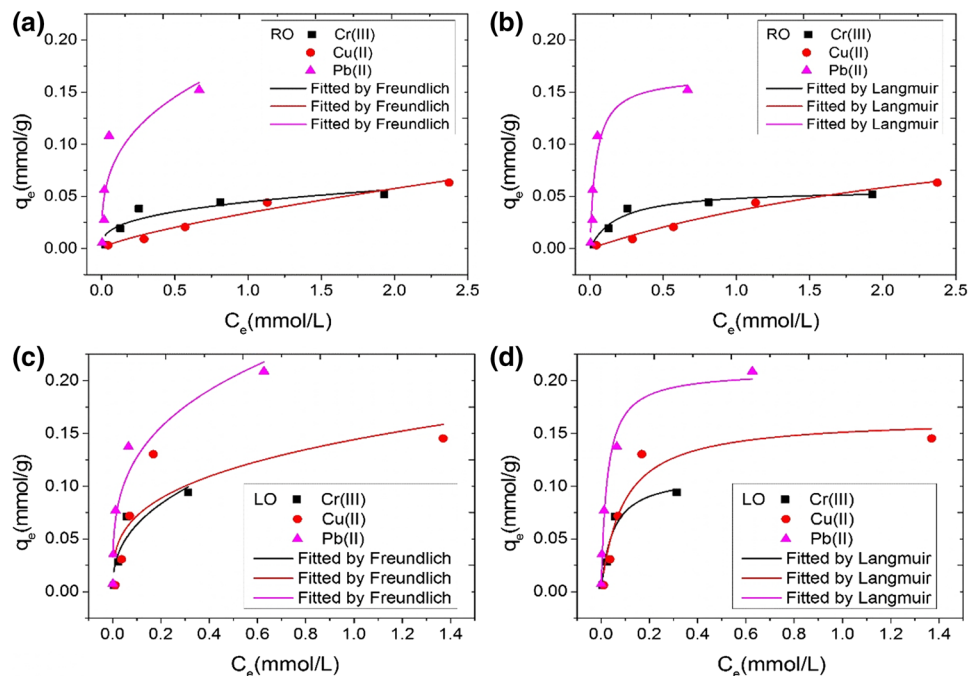 (a)
0.20
0.15
0.10
0.05
0.00
qe(mmol/g)
RO Cr(III)
Cu(II)
Pb(II)
Fitted by Freundlich
Fitted by Freundlich
Fitted by Freundlich
0.0 0.5 1.0 1.5 2.0 2.5
Ce(mmol/L)
(b)
0.20
0.15
0.10
0.05
0.00
qe(mmol/g)
RO Cr(III)
Cu(II)
Pb(II)
Fitted by Langmuir
Fitted by Langmuir
Fitted by Langmuir
0.0 0.5 1.0 1.5 2.0 2.5
Ce(mmol/L)
(c)
0.20
0.15
0.10
0.05
0.00
qe(mmol/g)
LO Cr(III)
Cu(II)
Pb(II)
Fitted by Freundlich
Fitted by Freundlich
Fitted by Freundlich
0.0 0.2 0.4 0.6 0.8 1.0 1.2 1.4
Ce(mmol/L)
(d)
0.20
0.15
0.10
0.05
0.00
qe(mmol/g)
LO Cr(III)
Cu(II)
Pb(II)
Fitted by Langmuir
Fitted by Langmuir
Fitted by Langmuir
0.0 0.2 0.4 0.6 0.8 1.0 1.2 1.4
Ce(mmol/L)